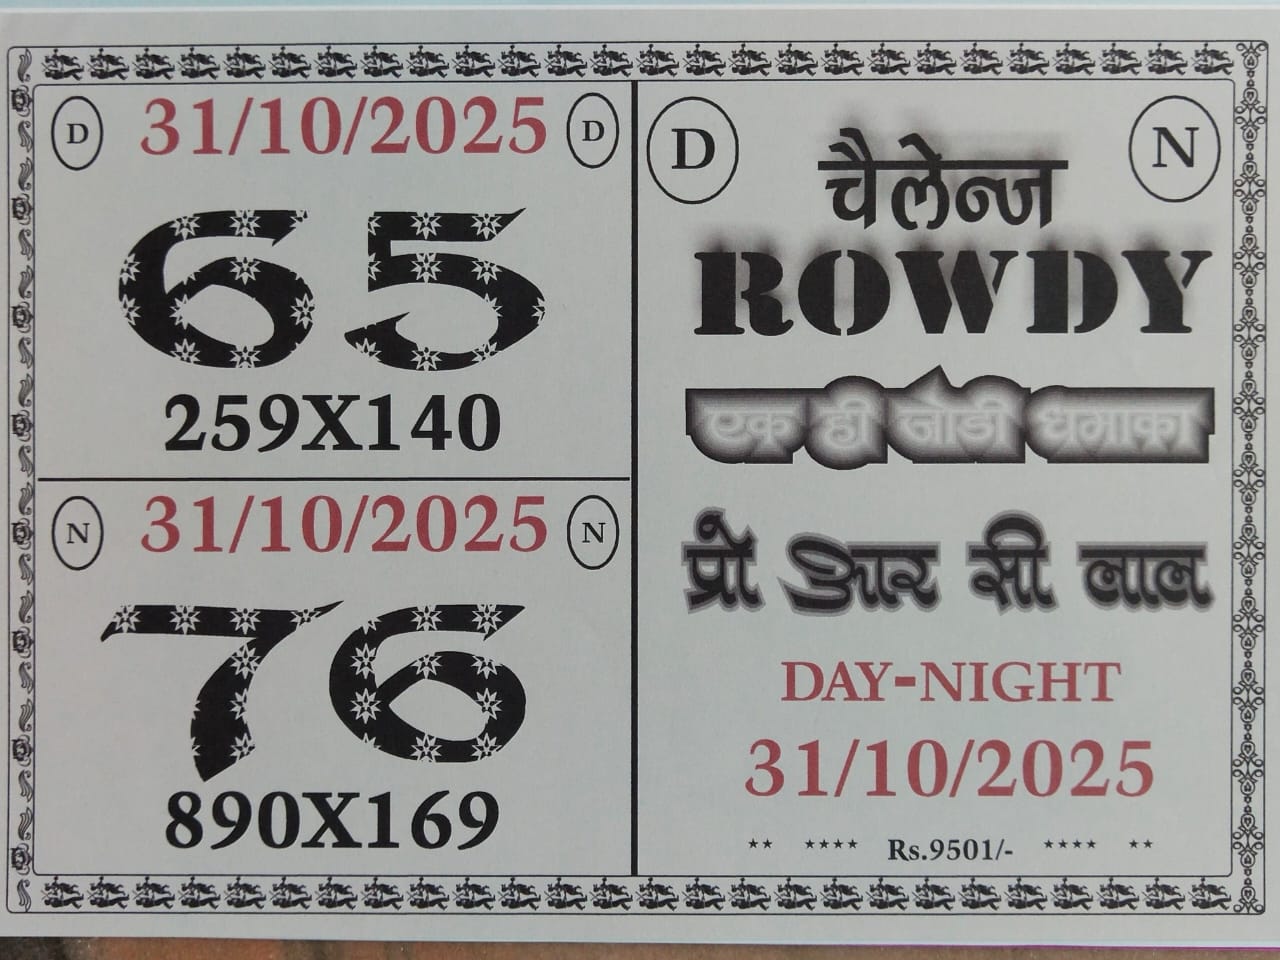 D 31/10/2025 D
65
259X140
N 31/10/2025 N
76
890X169
D N
चैलेन्ज
ROWDY
एक ही जोडी धमाका
प्रो आर सी लाल
DAY-NIGHT
31/10/2025
** **** Rs.9501/- **** **